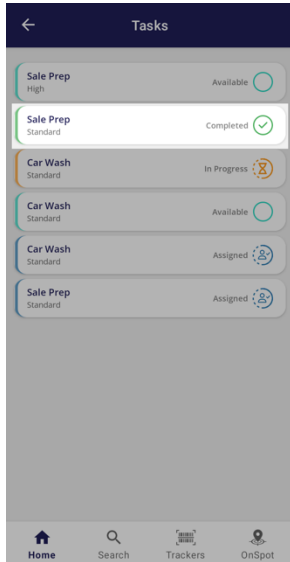 Tasks
Sale Prep
High
Available
Sale Prep
Standard
Completed
Car Wash
Standard
In Progress
Car Wash
Standard
Available
Car Wash
Standard
Assigned
Sale Prep
Standard
Assigned
Home Search Trackers OnSpot